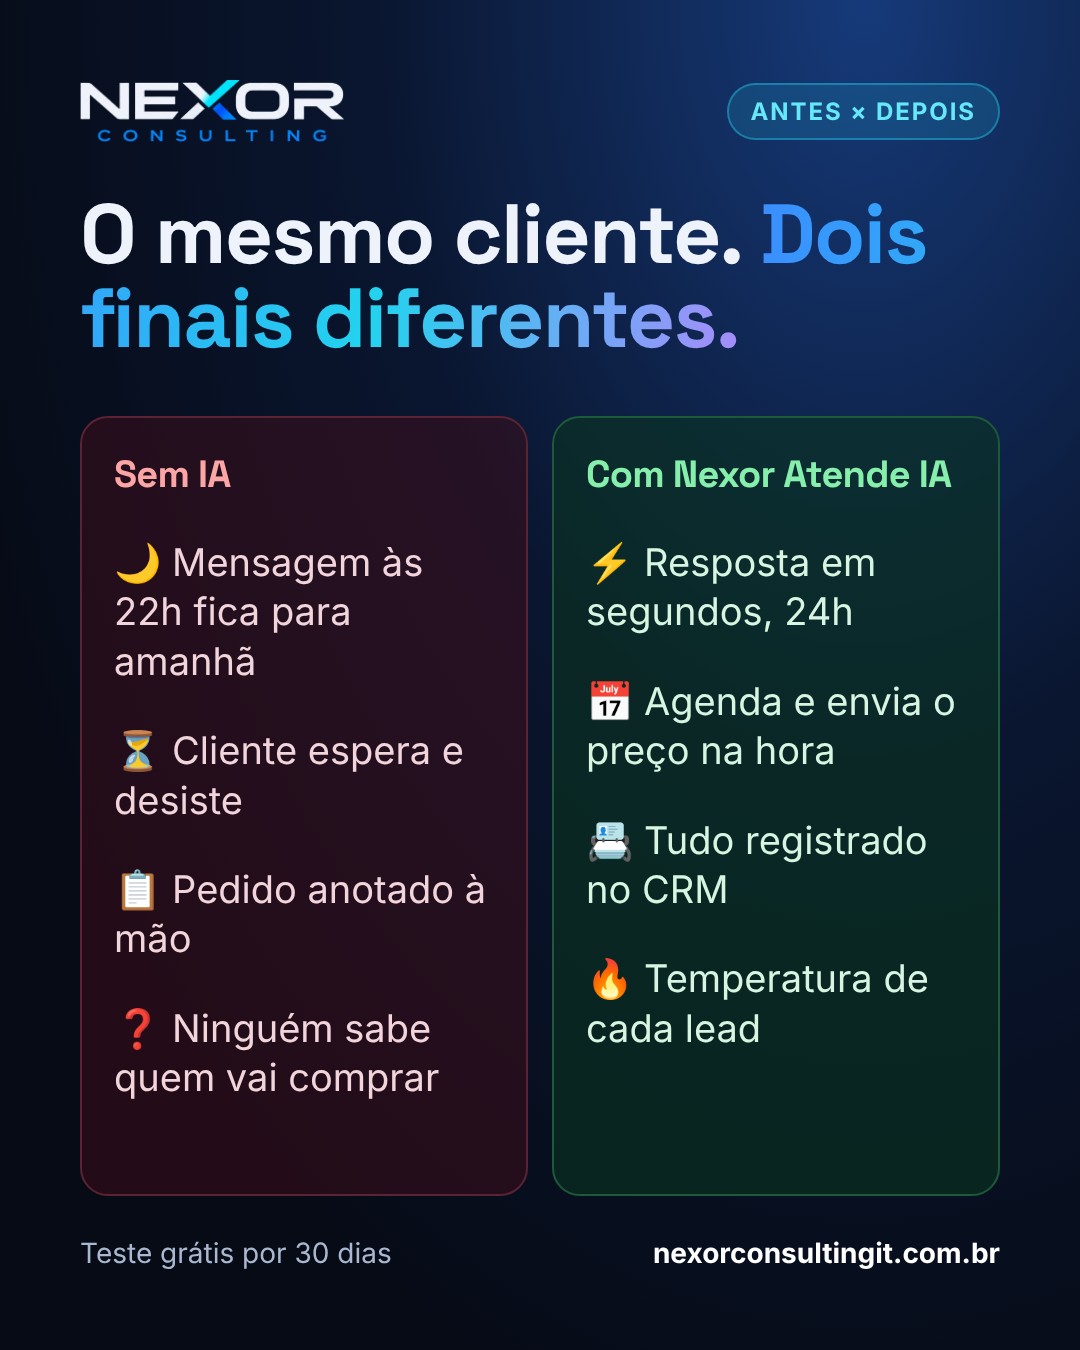 NEXOR
CONSULTING
ANTES × DEPOIS
O mesmo cliente. Dois
finais diferentes.
Sem IA
🌙 Mensagem às
22h fica para
amanhã
⏳ Cliente espera e
desiste
📋 Pedido anotado à
mão
❓ Ninguém sabe
quem vai comprar
Com Nexor Atende IA
⚡ Resposta em
segundos, 24h
📅 Agenda e envia o
preço na hora
📇 Tudo registrado
no CRM
🔥 Temperatura de
cada lead
Teste grátis por 30 dias
nexorconsultingit.com.br